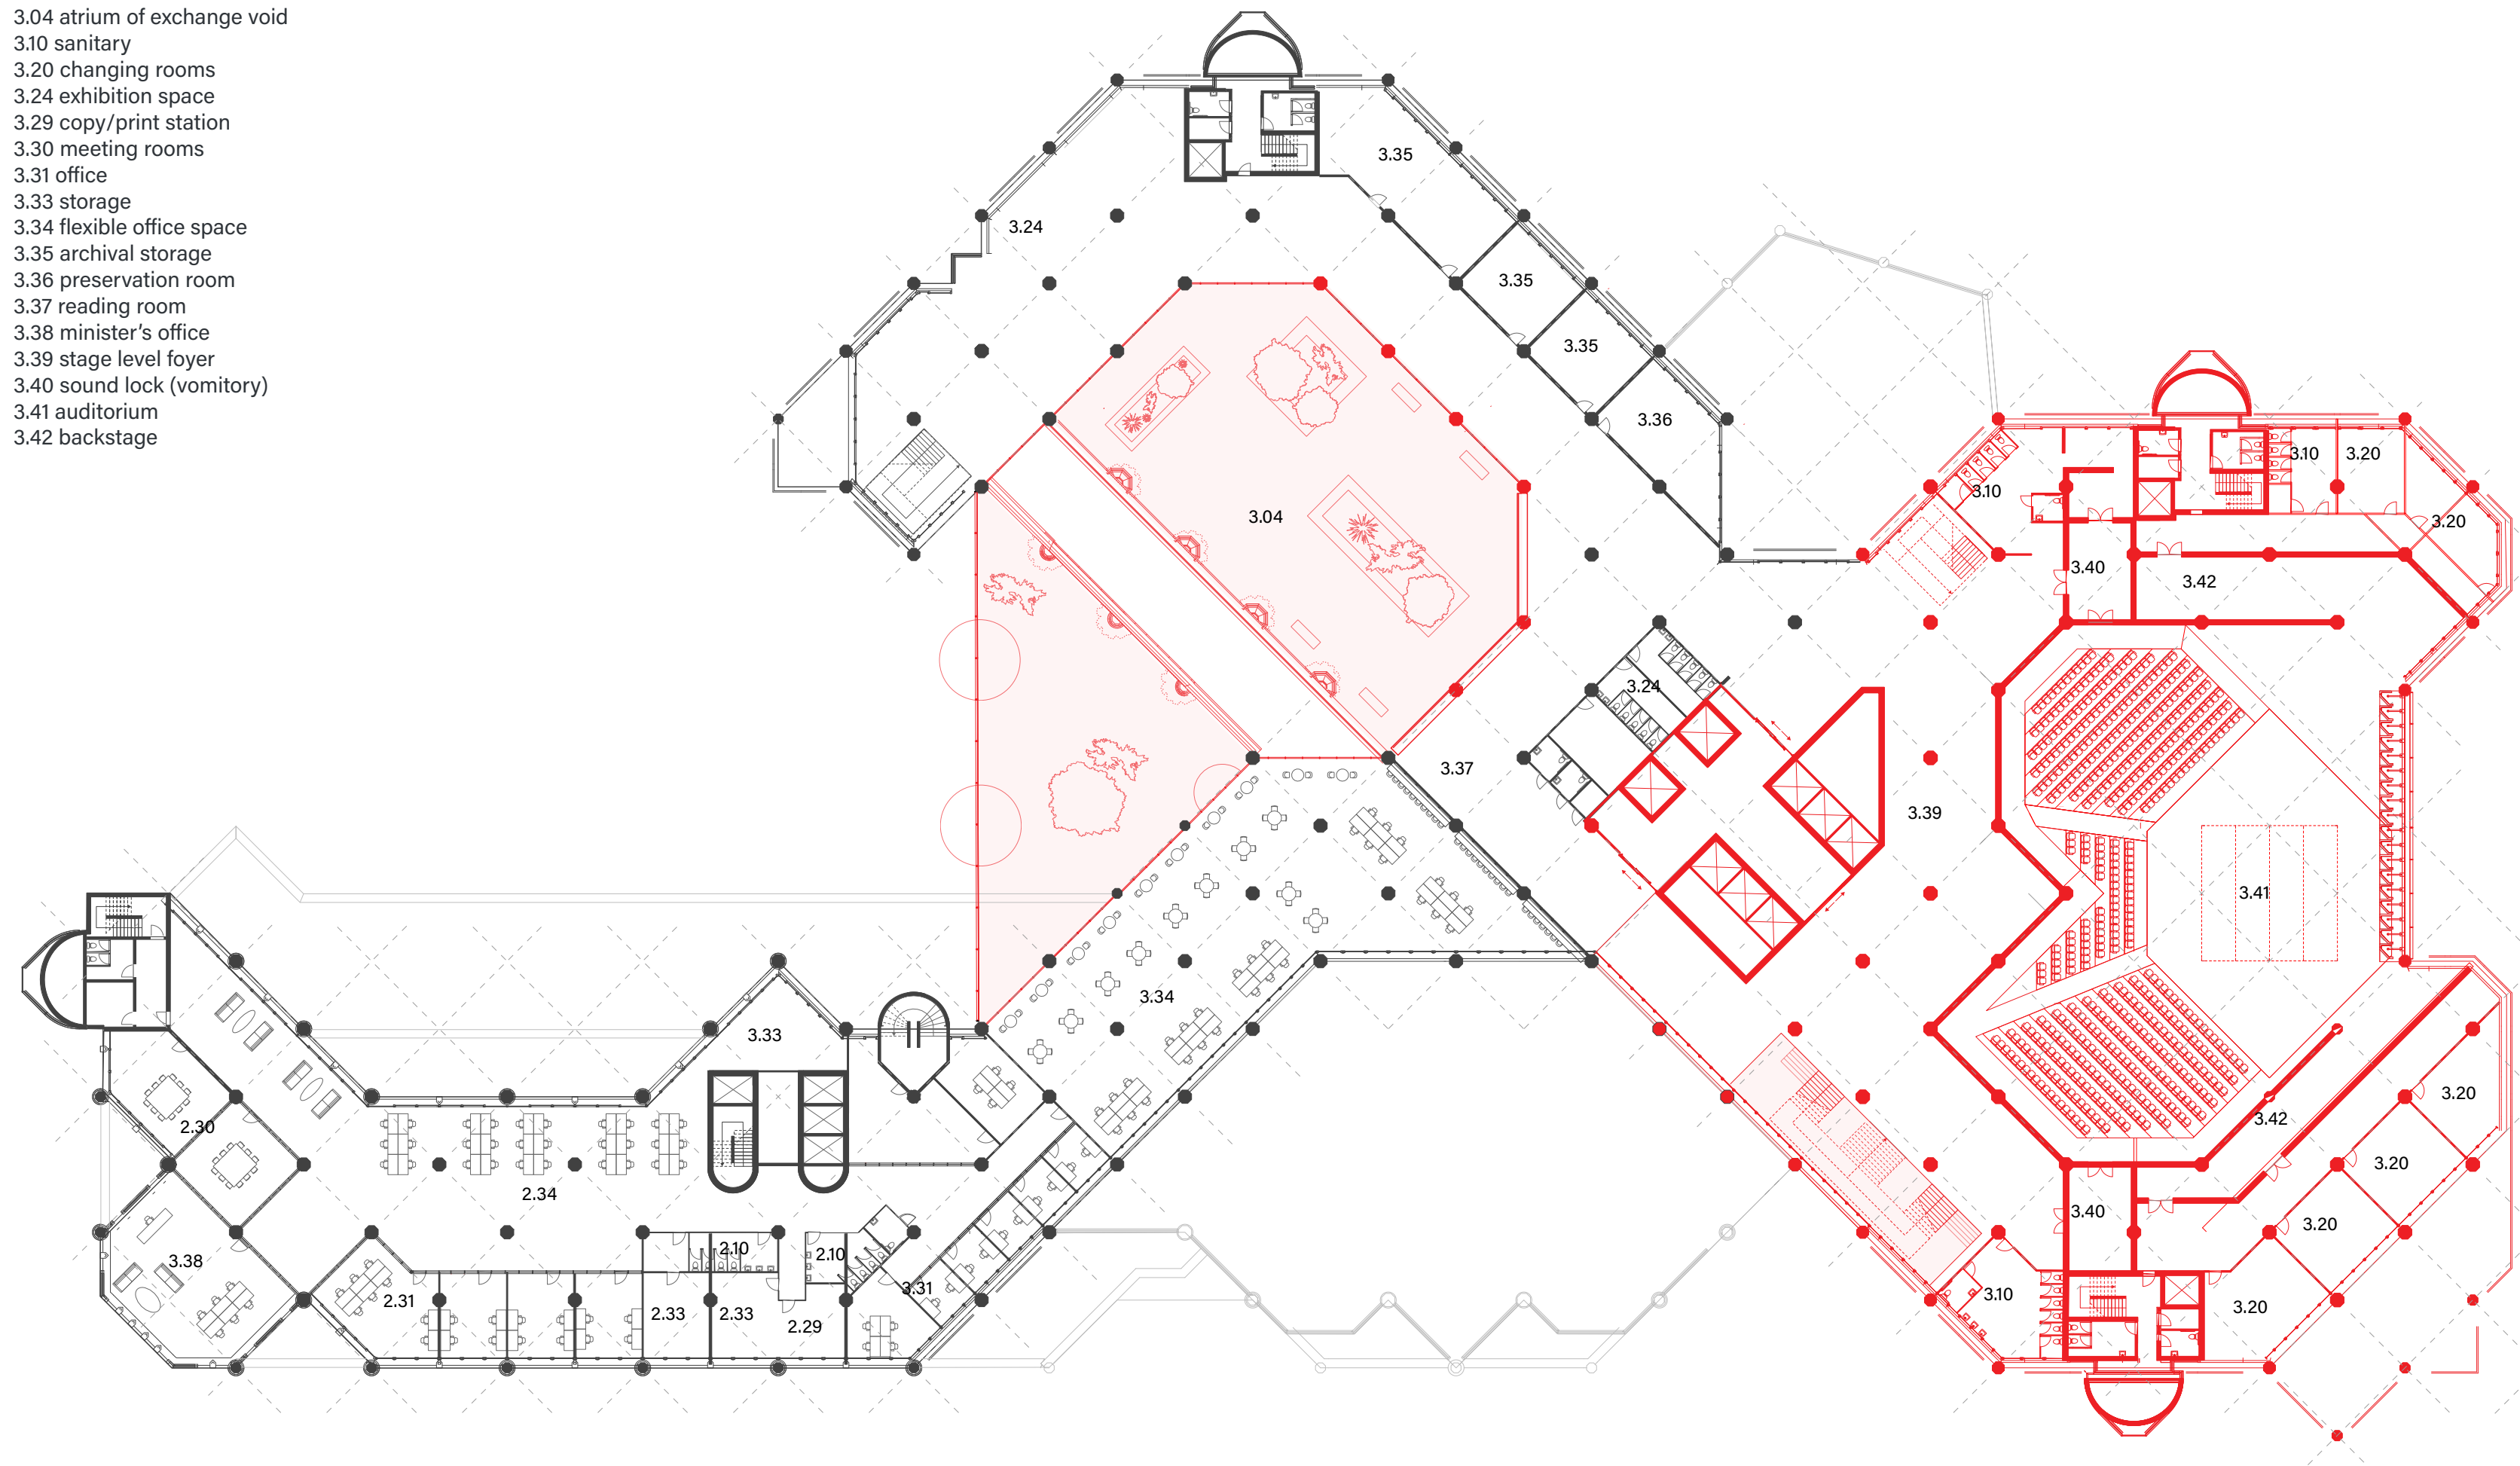 3.04 atrium of exchange void
3.10 sanitary
3.20 changing rooms
3.24 exhibition space
3.29 copy/print station
3.30 meeting rooms
3.31 office
3.33 storage
3.34 flexible office space
3.35 archival storage
3.36 preservation room
3.37 reading room
3.38 minister's office
3.39 stage level foyer
3.40 sound lock (vomitory)
3.41 auditorium
3.42 backstage
3.35
3.24
3.35
3.35
3.36
3.10
3.20
3.10
3.04
3.20
3.40
3.42
3.24
3.37
3.39
3.41
3.34
3.33
3.20
2.30
3.42
3.20
2.34
3.40
3.20
2.10
2.10
3.38
3.31
3.10
2.31
3.20
2.33
2.33
2.29